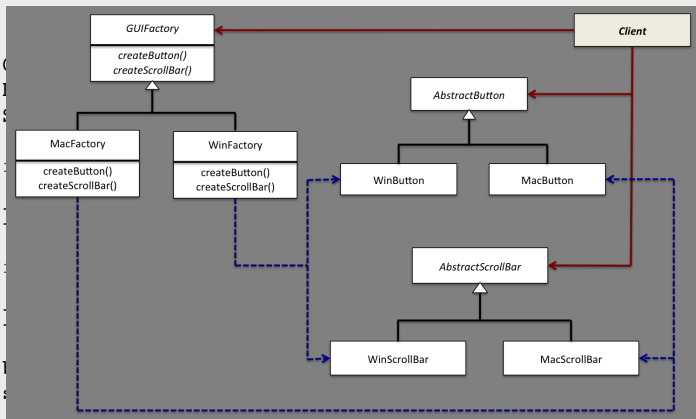 GUIFactory
createButton()
createScrollBar()
Client
AbstractButton
MacFactory
createButton()
createScrollBar()
WinFactory
createButton()
createScrollBar()
WinButton
MacButton
AbstractScrollBar
WinScrollBar
MacScrollBar